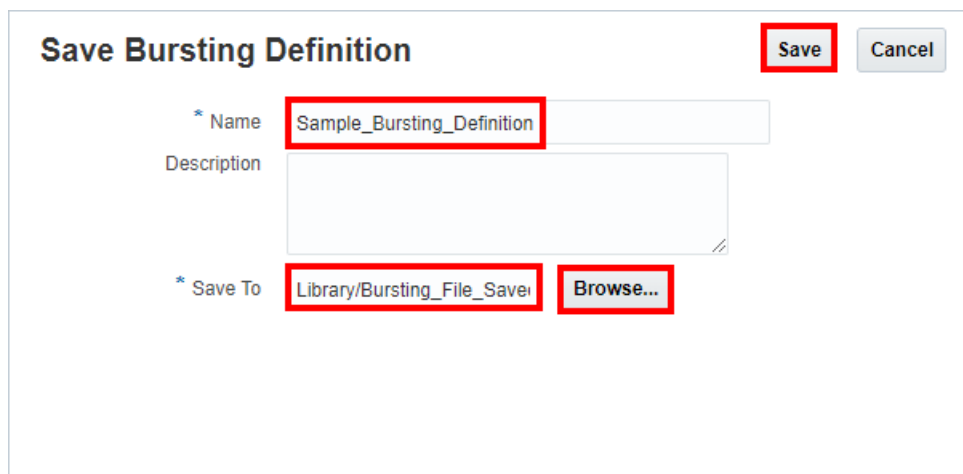 Save Bursting Definition Save Cancel
* Name Sample_Bursting_Definition
Description
* Save To Library/Bursting_File_Save Browse...